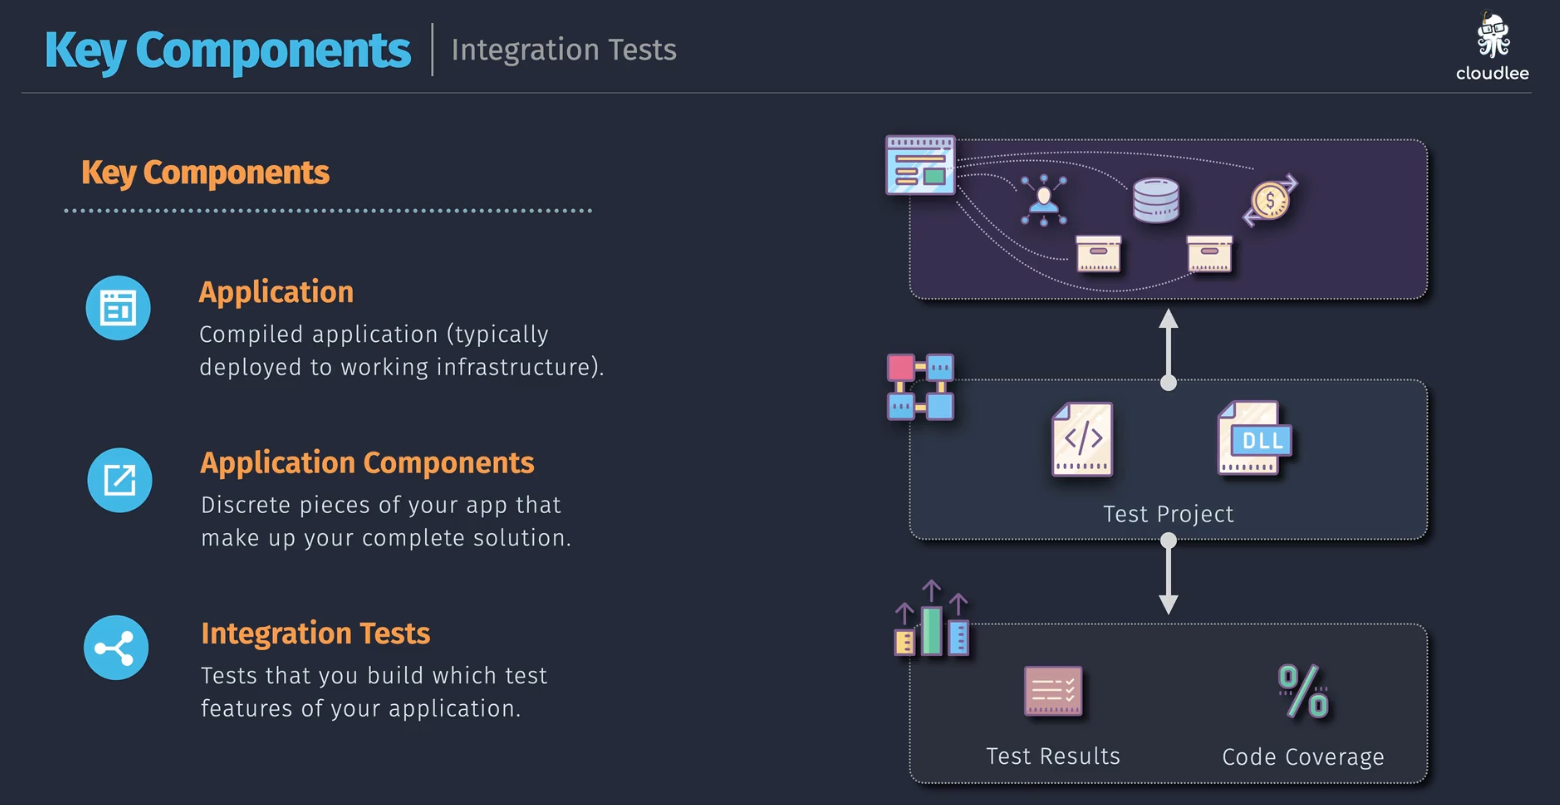 Key Components
Integration Tests
cloudlee
Key Components
Application
Compiled application (typically
deployed to working infrastructure).
Application Components
Discrete pieces of your app that
make up your complete solution.
Integration Tests
Tests that you build which test
features of your application.
$
</>
DLL
Test Project
%
Test Results
Code Coverage